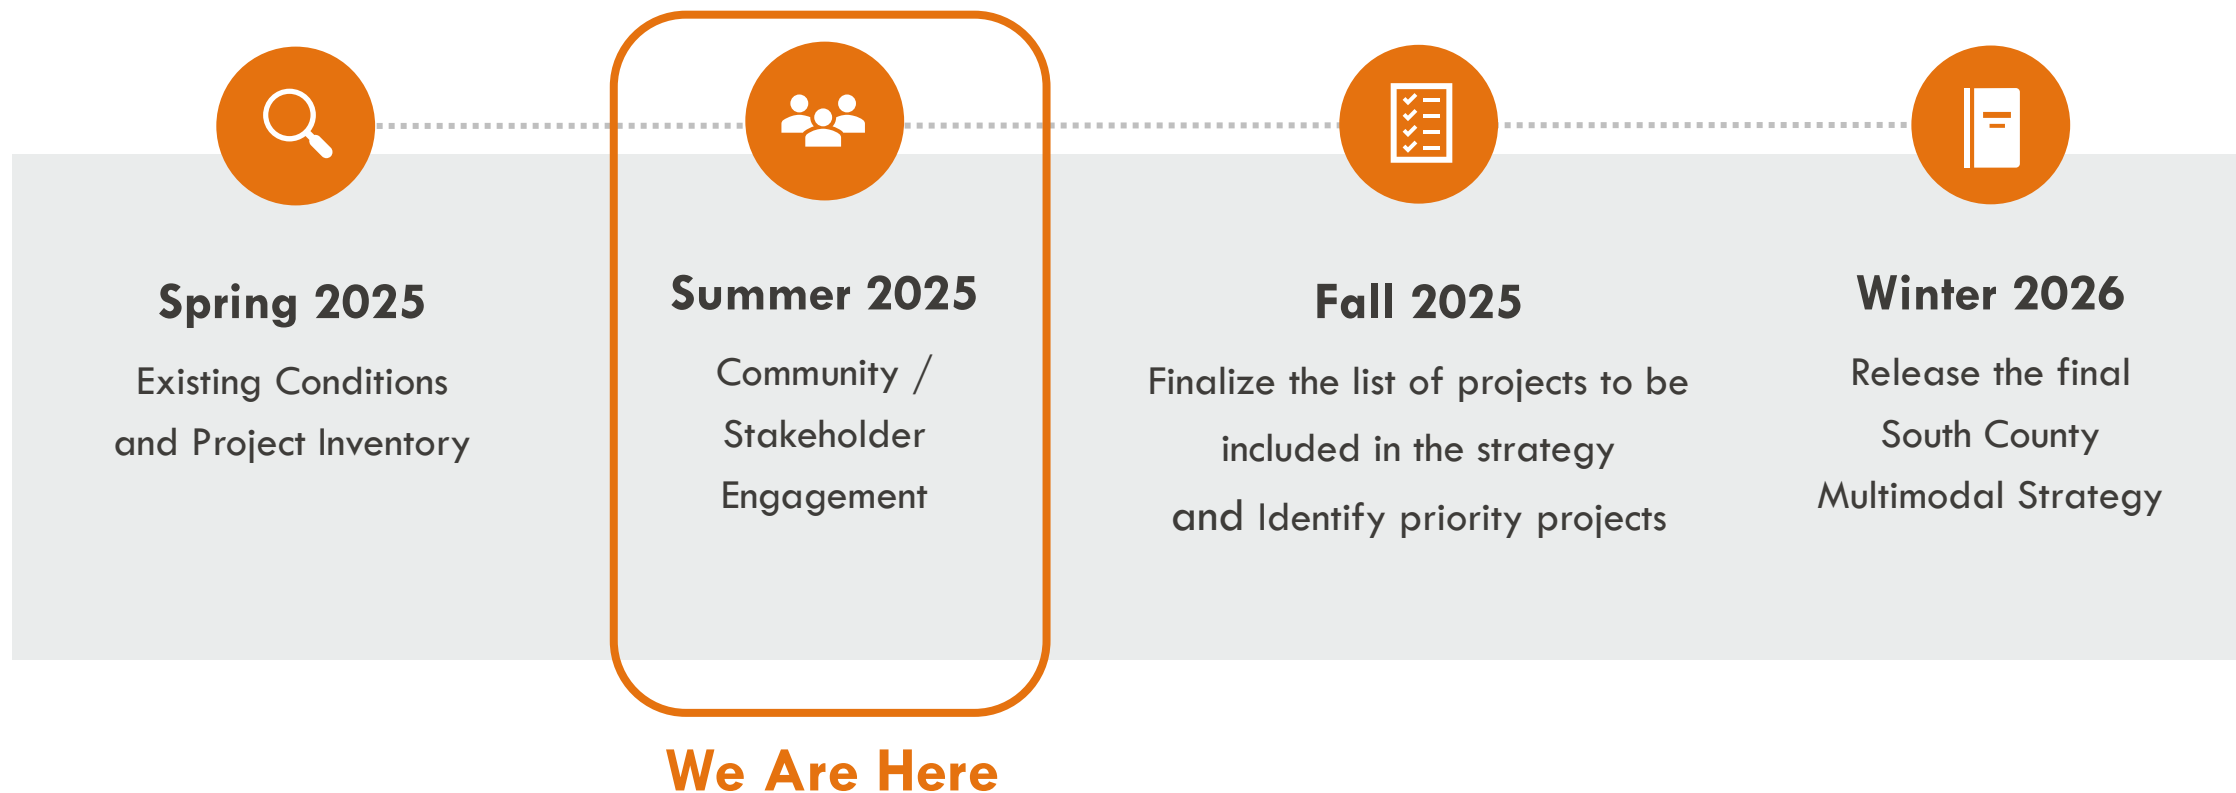 Spring 2025
Existing Conditions
and Project Inventory
Summer 2025
Community /
Stakeholder
Engagement
Fall 2025
Finalize the list of projects to be
included in the strategy
and Identify priority projects
Winter 2026
Release the final
South County
Multimodal Strategy
We Are Here